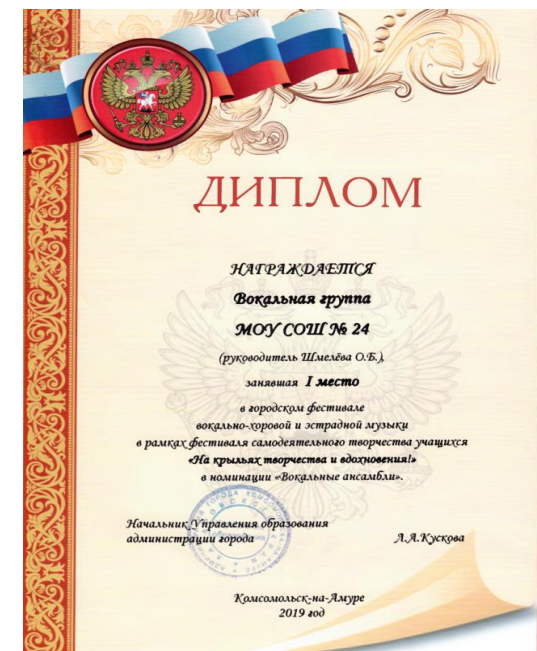 ДИПЛОМ
НАГРАЖДАЕТСЯ
Вокальная группа
МОУ СОШ № 24
(руководитель Шмелёва О.Б.),
занявшая I место
в городском фестивале
вокально-хоровой и эстрадной музыки
в рамках фестиваля самодеятельного творчества учащихся
«На крыльях творчества и вдохновения!»
в номинации «Вокальные ансамбли».
Начальник Управления образования
администрации города Л.А.Кускова
Комсомольск-на-Амуре
2019 год